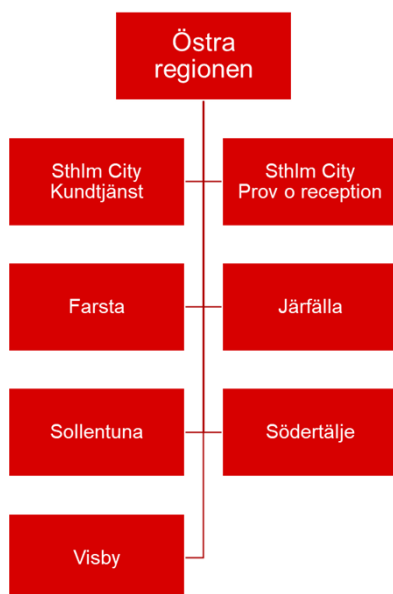 Östra
regionen
Sthlm City
Kundtjänst
Sthlm City
Prov o reception
Farsta
Järfälla
Sollentuna
Södertälje
Visby